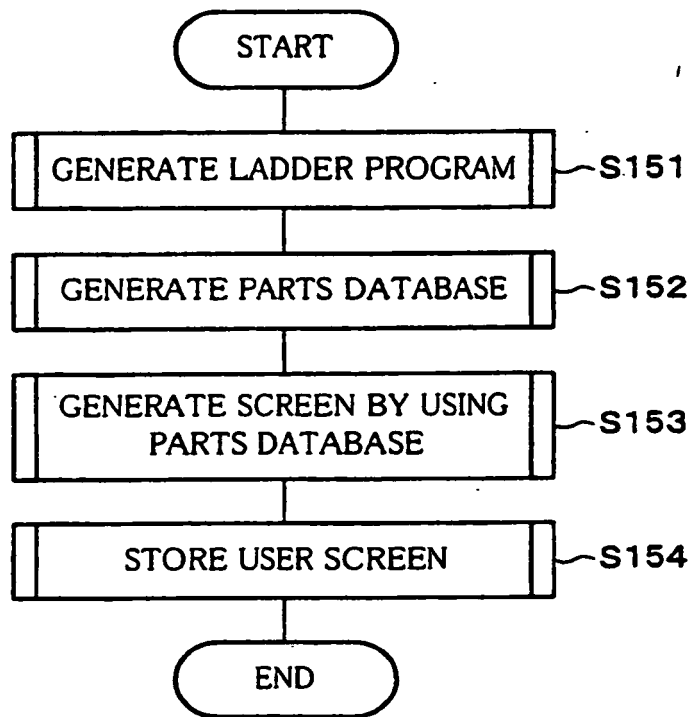 START
GENERATE LADDER PROGRAM
S151
GENERATE PARTS DATABASE
S152
GENERATE SCREEN BY USING
PARTS DATABASE
S153
STORE USER SCREEN
S154
END